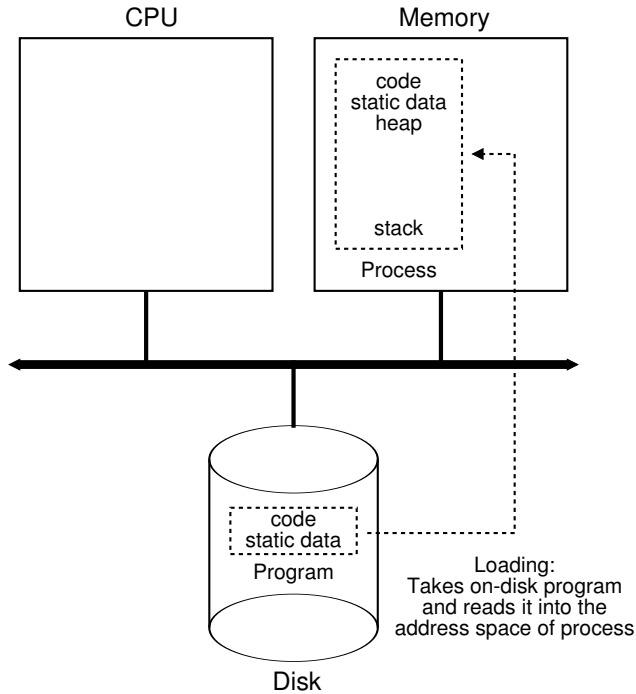 CPU
Memory
code
static data
heap
stack
Process
code
static data
Program
Loading:
Takes on-disk program
and reads it into the
address space of process
Disk